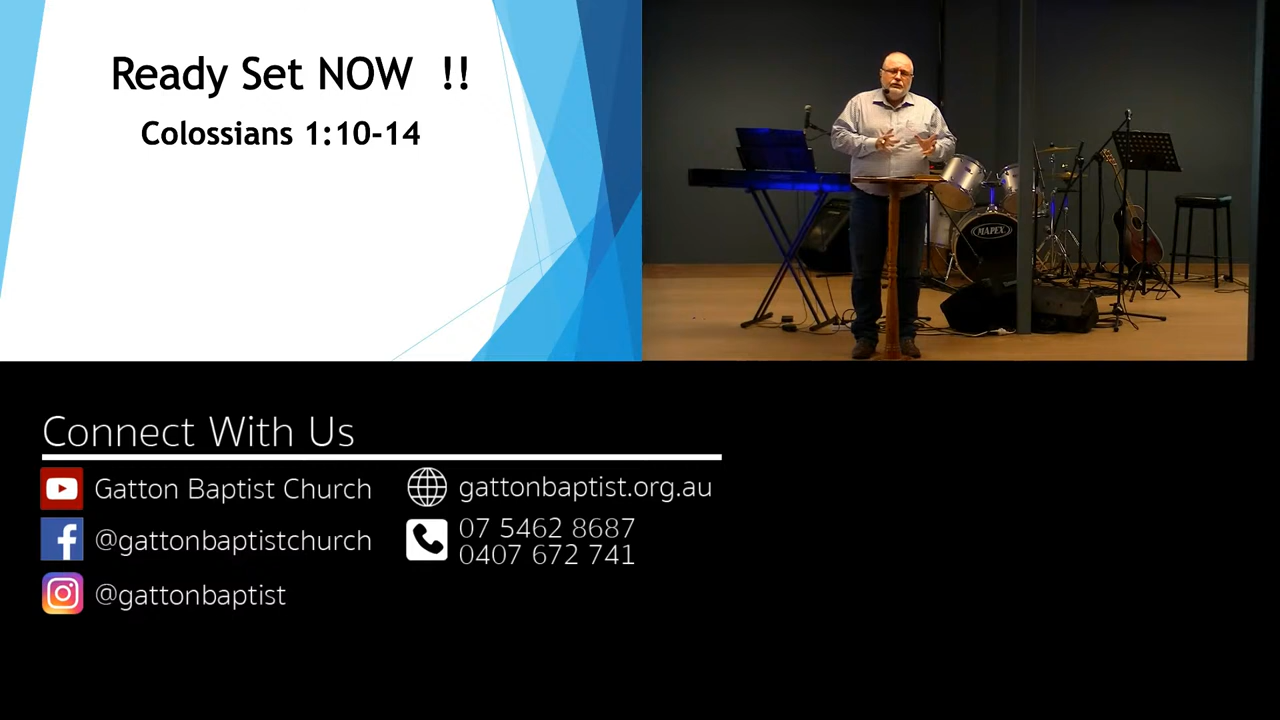 Ready Set NOW !!
Colossians 1:10-14
MAPEX
Connect With Us
Gatton Baptist Church
@gattonbaptistchurch
@gattonbaptist
gattonbaptist.org.au
07 5462 8687
0407 672 741